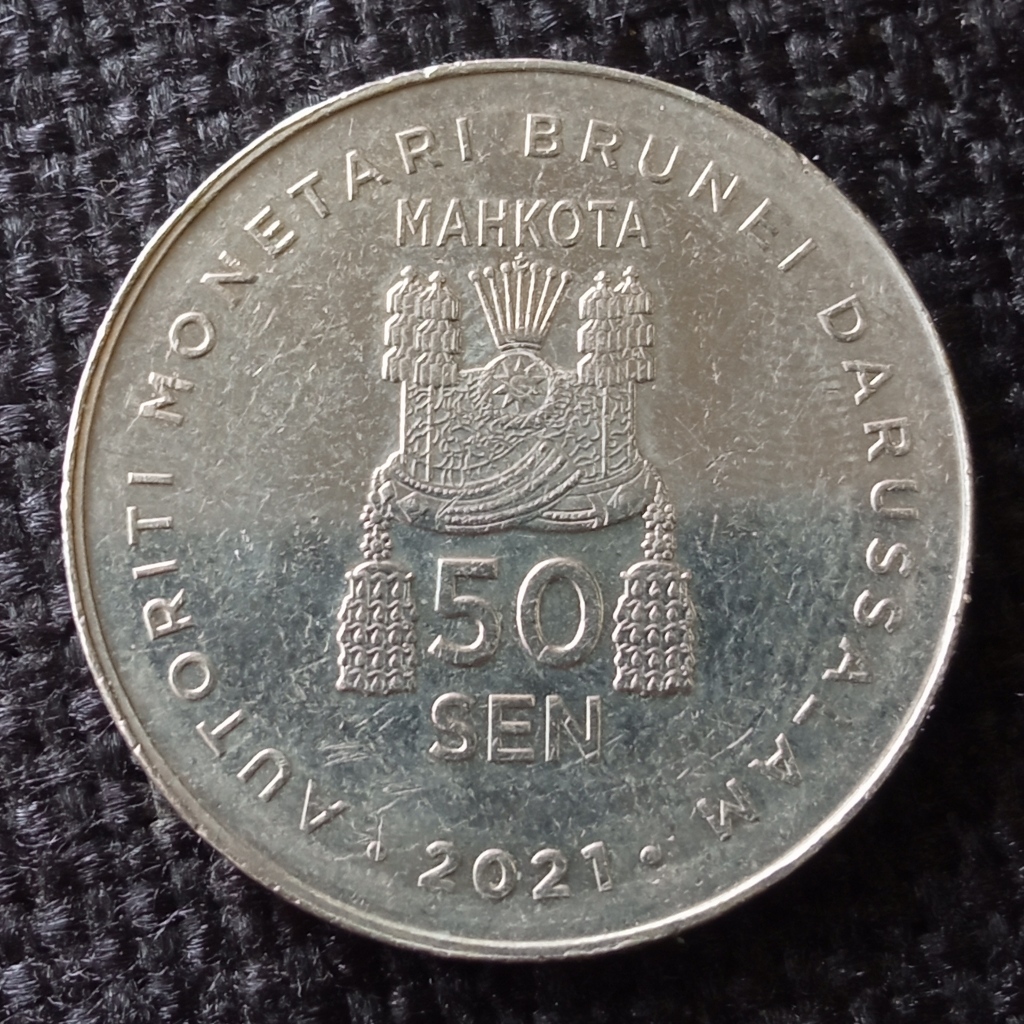 AUTORITI MONETARI BRUNEI DARUSSALAM
MAHKOTA
50
SEN
• 2021 •